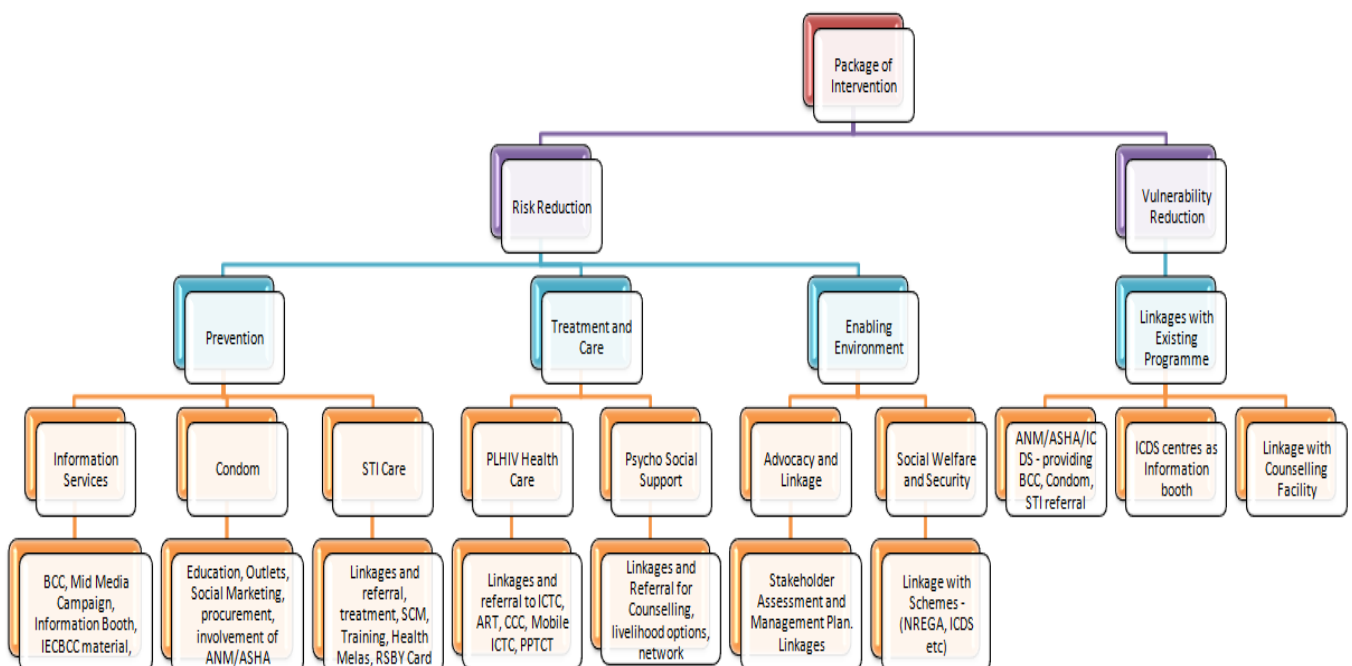 Package of
Intervention
Risk Reduction
Vulnerability
Reduction
Prevention
Treatment and
Care
Enabling
Environment
Linkages with
Existing
Programme
Information
Services
Condom
STI Care
PLHIV Health
Care
Psycho Social
Support
Advocacy and
Linkage
Social Welfare
and Security
ANM/ASHA/IC
DS - providing
BCC, Condom,
STI referral
ICDS centres as
Information
booth
Linkage with
Counselling
Facility
BCC, Mid Media
Campaign,
Information Booth,
IECBCC material,
Education, Outlets,
Social Marketing,
procurement,
involvement of
ANM/ASHA
Linkages and
referral,
treatment, SCM,
Training, Health
Melas, RSBY Card
Linkages and
referral to ICTC,
ART, CCC, Mobile
ICTC, PPTCT
Linkages and
Referral for
Counselling,
livelihood options,
network
Stakeholder
Assessment and
Management Plan.
Linkages
Linkage with
Schemes -
(NREGA, ICDS
etc)